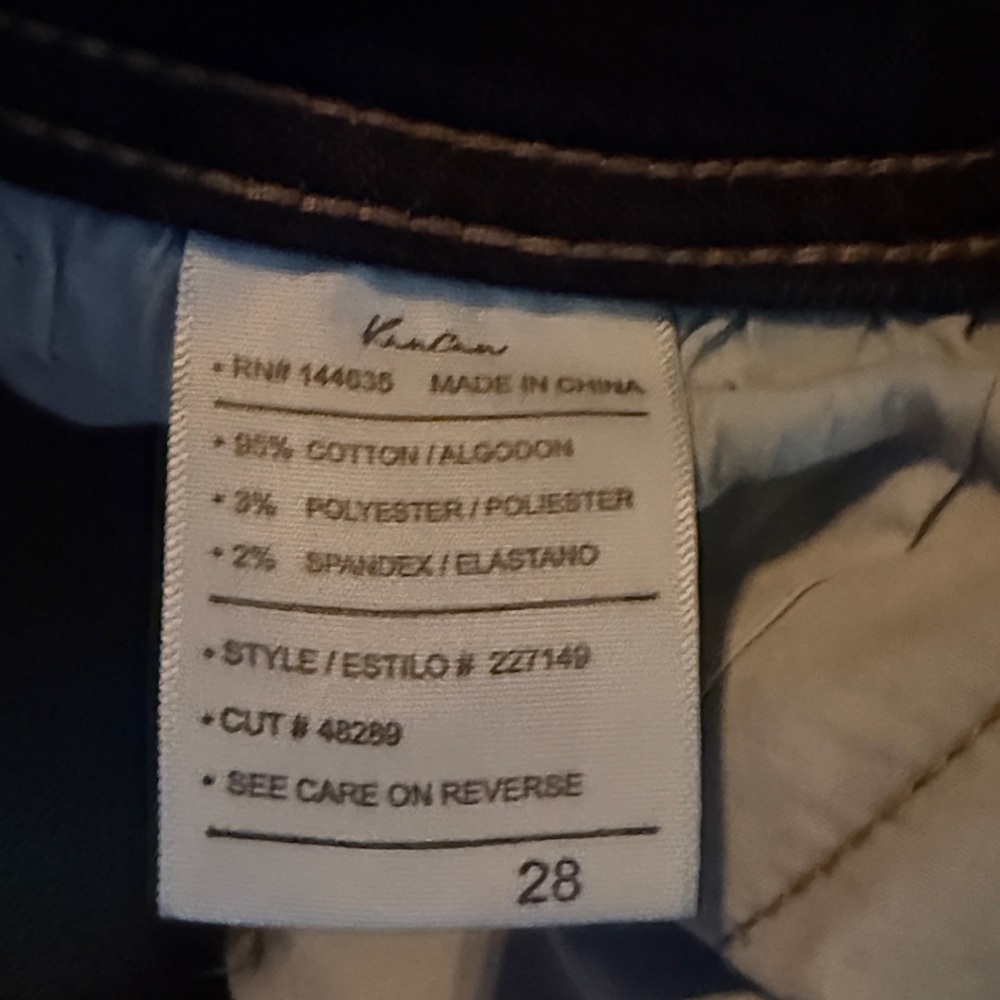 KanCan
• RN# 144635 MADE IN CHINA
• 95% COTTON / ALGODON
• 3% POLYESTER / POLIESTER
• 2% SPANDEX / ELASTANO
• STYLE / ESTILO # 227149
• CUT # 48289
• SEE CARE ON REVERSE
28